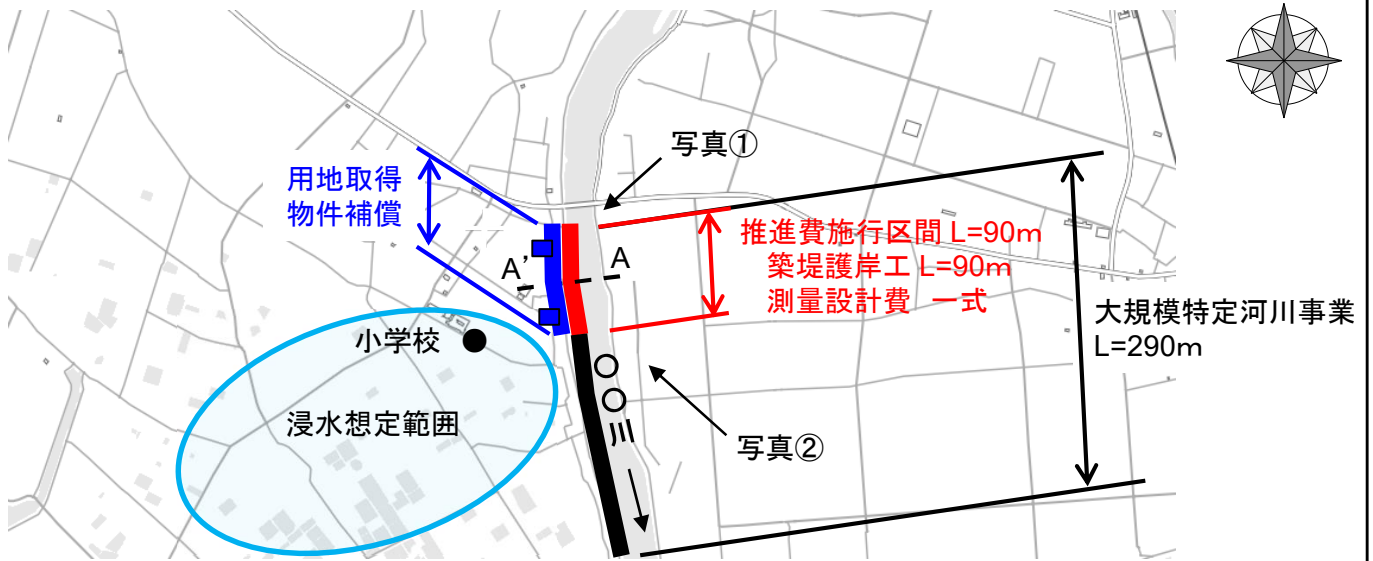 写真①
用地取得
物件補償
推進費施行区間 L=90m
築堤護岸工 L=90m
測量設計費 一式
A'
A
大規模特定河川事業
L=290m
小学校
浸水想定範囲
〇〇川
写真②